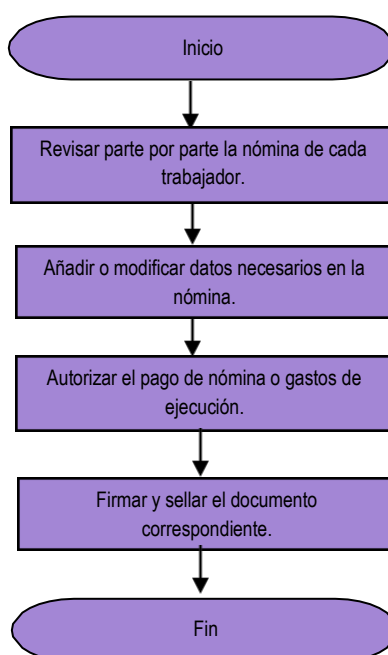 Inicio
Revisar parte por parte la nómina de cada
trabajador.
Añadir o modificar datos necesarios en la
nómina.
Autorizar el pago de nómina o gastos de
ejecución.
Firmar y sellar el documento
correspondiente.
Fin